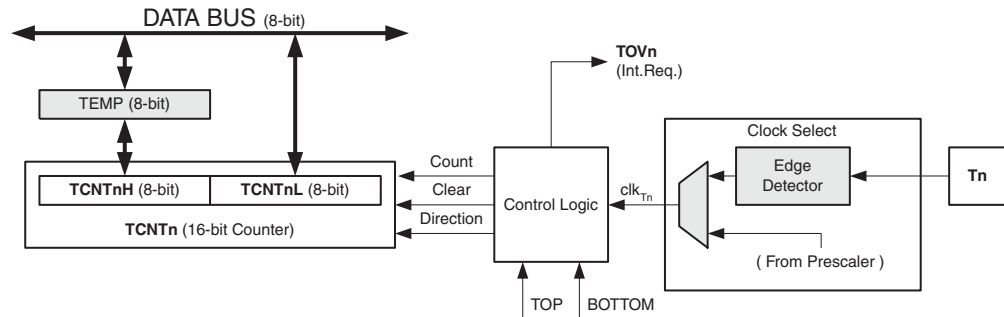 DATA BUS (8-bit)
TOVn
(Int.Req.)
TEMP (8-bit)
Clock Select
Count
Edge
Detector
Tn
TCNTnH (8-bit) TCNTnL (8-bit)
Clear
Control Logic
clkTn
TCNTn (16-bit Counter)
Direction
( From Prescaler )
TOP
BOTTOM